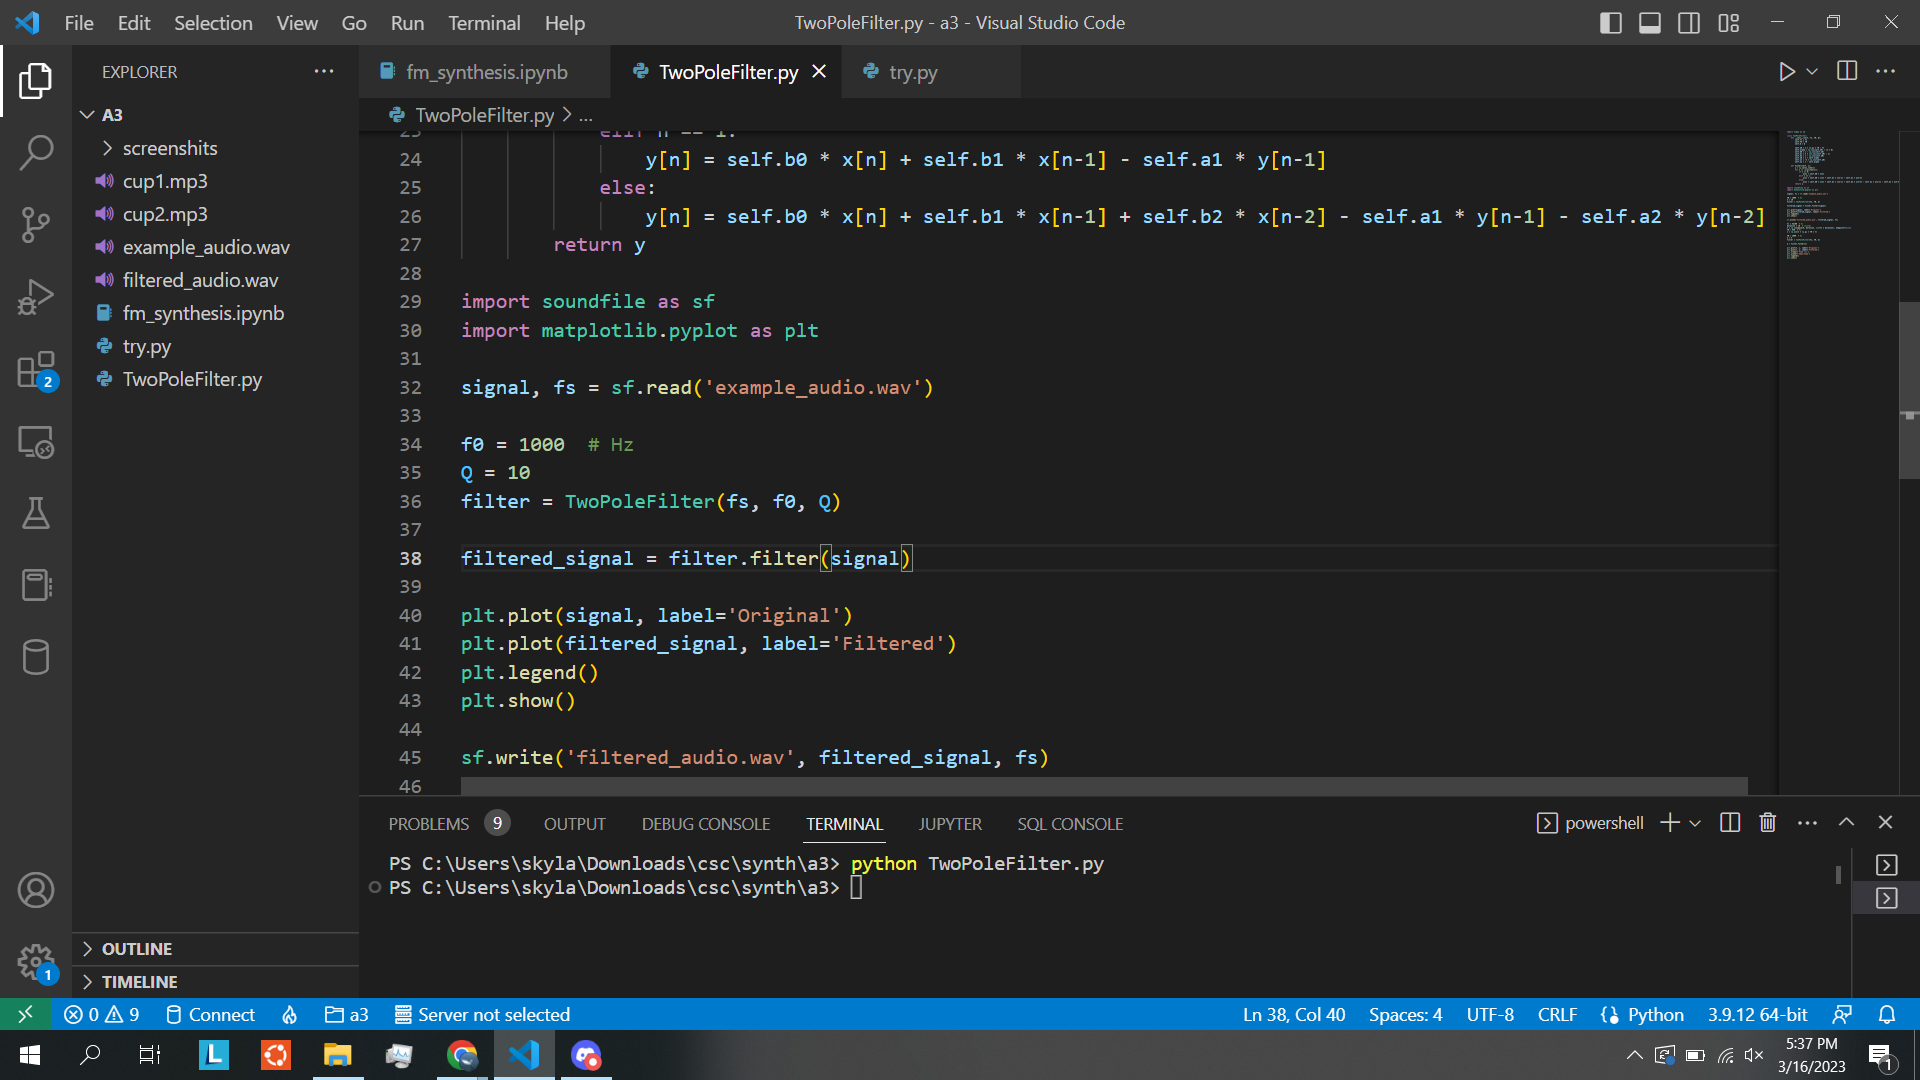 File Edit Selection View Go Run Terminal Help
TwoPoleFilter.py - a3 - Visual Studio Code
EXPLORER
fm_synthesis.ipynb
TwoPoleFilter.py
try.py
A3
screenshits
cup1.mp3
cup2.mp3
example_audio.wav
filtered_audio.wav
fm_synthesis.ipynb
try.py
TwoPoleFilter.py
OUTLINE
TIMELINE
2
1
TwoPoleFilter.py > ...
24 y[n] = self.b0 * x[n] + self.b1 * x[n-1] - self.a1 * y[n-1]
25 else:
26 y[n] = self.b0 * x[n] + self.b1 * x[n-1] + self.b2 * x[n-2] - self.a1 * y[n-1] - self.a2 * y[n-2]
27 return y
28
29 import soundfile as sf
30 import matplotlib.pyplot as plt
31
32 signal, fs = sf.read('example_audio.wav')
33
34 f0 = 1000  # Hz
35 Q = 10
36 filter = TwoPoleFilter(fs, f0, Q)
37
38 filtered_signal = filter.filter(signal)
39
40 plt.plot(signal, label='Original')
41 plt.plot(filtered_signal, label='Filtered')
42 plt.legend()
43 plt.show()
44
45 sf.write('filtered_audio.wav', filtered_signal, fs)
46
PROBLEMS 9 OUTPUT DEBUG CONSOLE TERMINAL JUPYTER SQL CONSOLE
powershell
PS C:\Users\skyla\Downloads\csc\synth\a3> python TwoPoleFilter.py
PS C:\Users\skyla\Downloads\csc\synth\a3>
0 9 Connect a3 Server not selected
Ln 38, Col 40 Spaces: 4 UTF-8 CRLF Python 3.9.12 64-bit
L
5:37 PM
3/16/2023
1